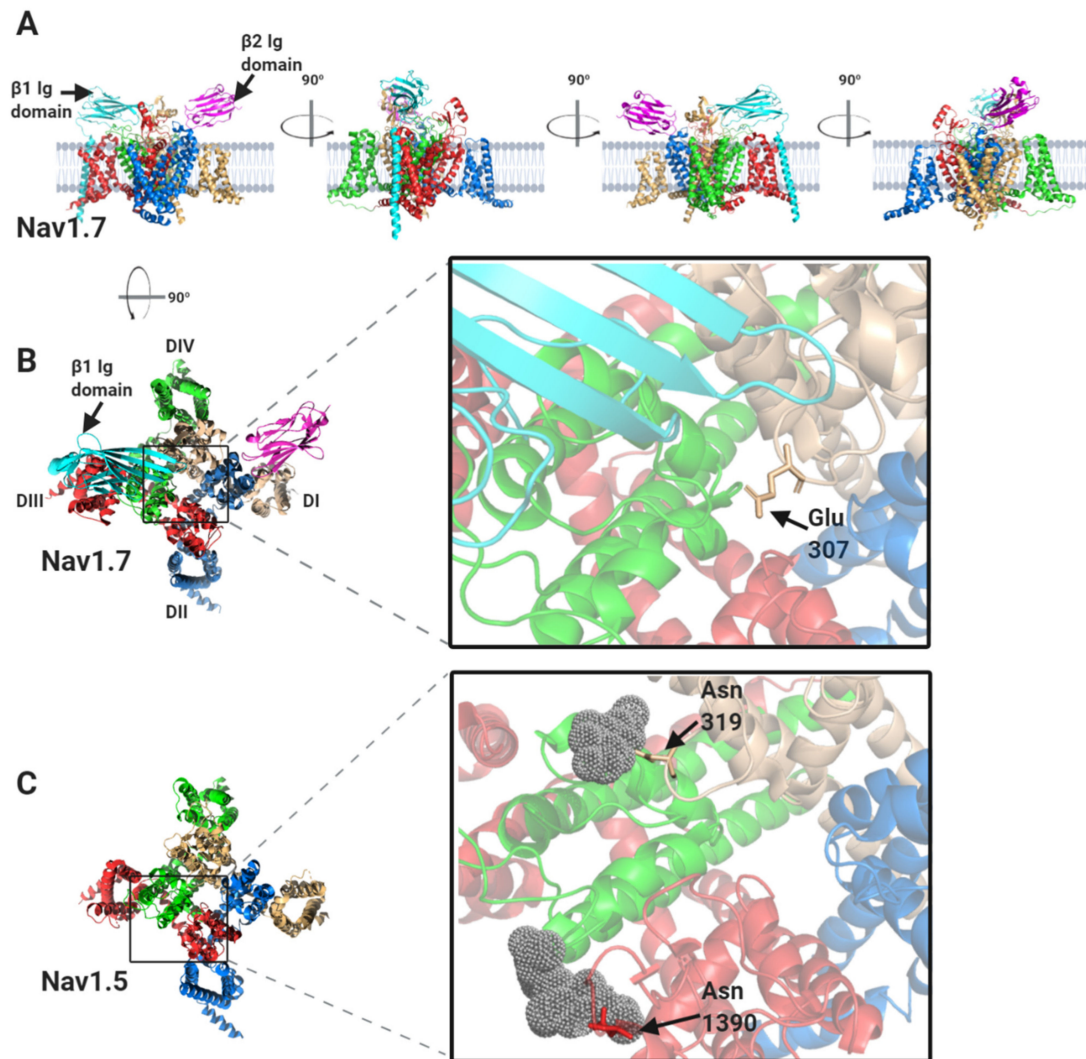 A
β1 Ig
domain
β2 Ig
domain
90°
90°
90°
Nav1.7
90°
B
β1 Ig
domain
DIV
DIII
DI
Nav1.7
DII
Glu
307
C
Nav1.5
Asn
319
Asn
1390